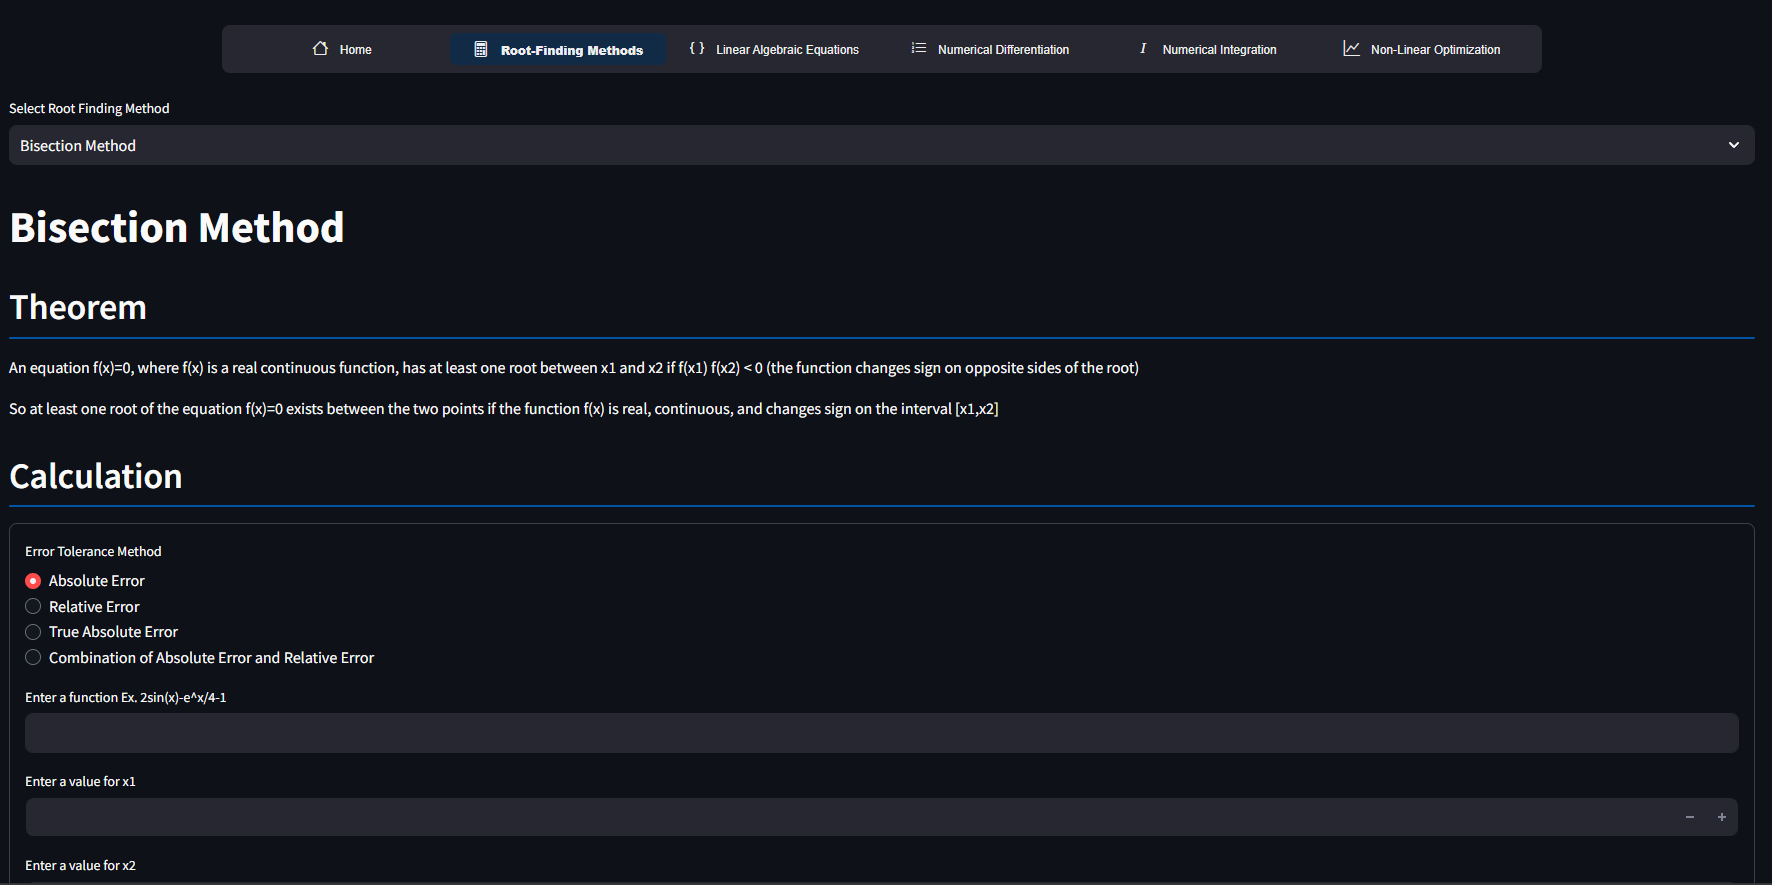 Home Root-Finding Methods { } Linear Algebraic Equations Numerical Differentiation I Numerical Integration Non-Linear Optimization
Select Root Finding Method
Bisection Method
Bisection Method
Theorem
An equation f(x)=0, where f(x) is a real continuous function, has at least one root between x1 and x2 if f(x1) f(x2) < 0 (the function changes sign on opposite sides of the root)
So at least one root of the equation f(x)=0 exists between the two points if the function f(x) is real, continuous, and changes sign on the interval [x1,x2]
Calculation
Error Tolerance Method
Absolute Error
Relative Error
True Absolute Error
Combination of Absolute Error and Relative Error
Enter a function Ex. 2sin(x)-e^x/4-1
Enter a value for x1
Enter a value for x2